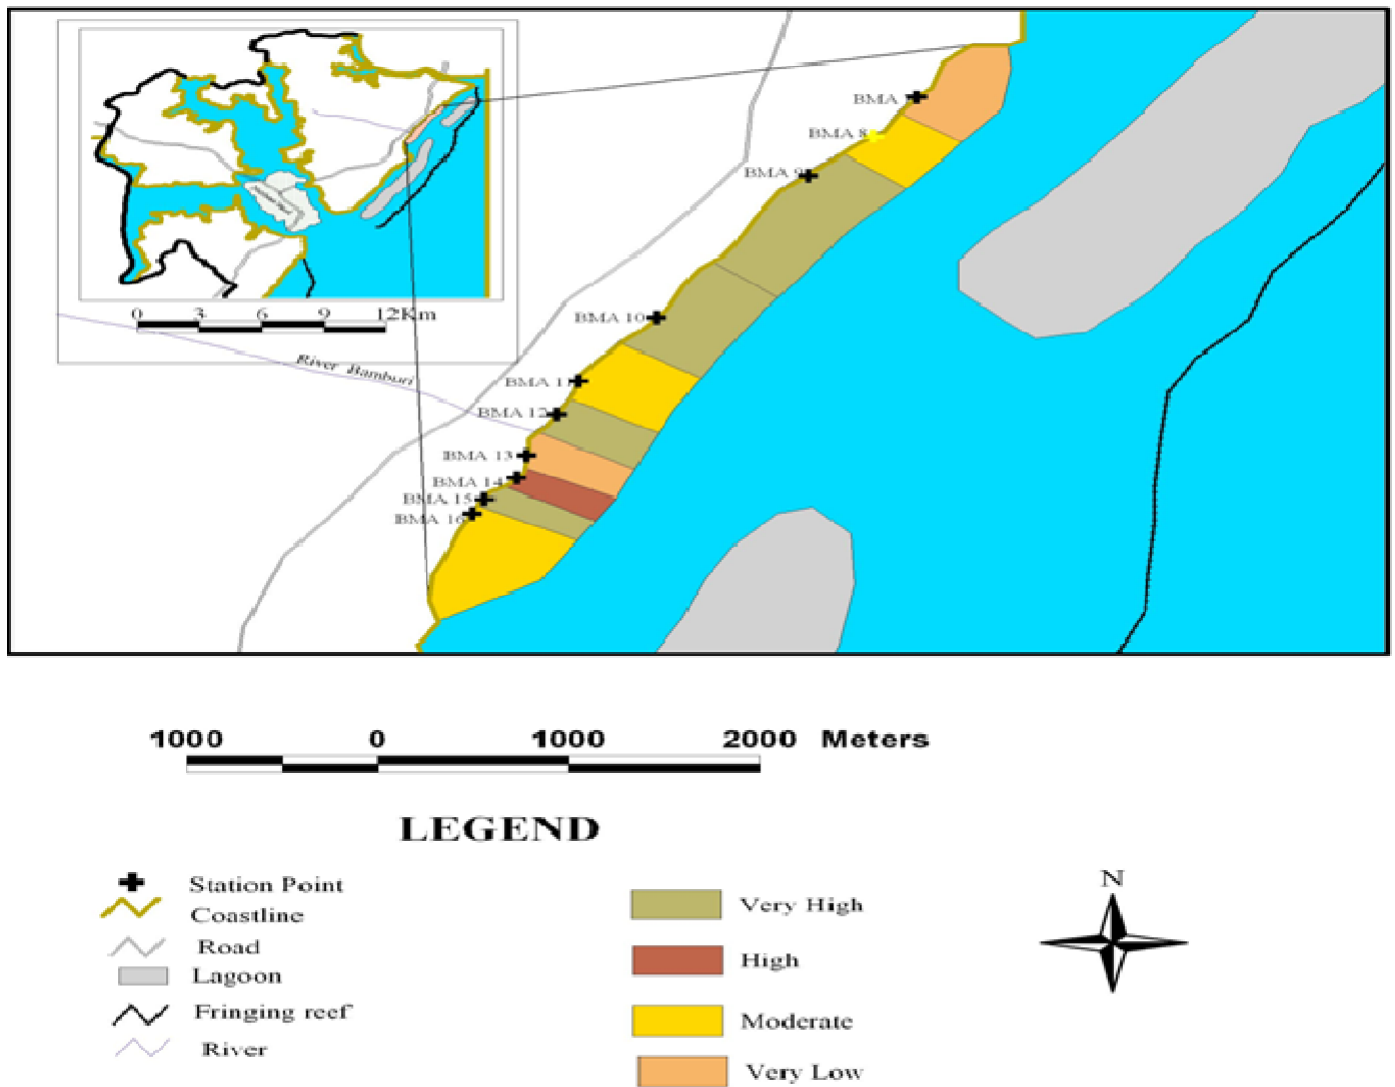 0 3 6 9 12Km
River Bamburi
BMA
BMA 8
BMA 9
BMA 10
BMA 11
BMA 12
BMA 13
BMA 14
BMA 15
BMA 16
1000 0 1000 2000 Meters
LEGEND
Station Point
Coastline
Road
Lagoon
Fringing reef
River
Very High
High
Moderate
Very Low
N